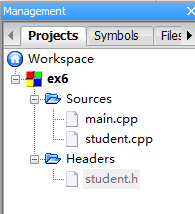 Management
Projects Symbols Files
Workspace
ex6
Sources
main.cpp
student.cpp
Headers
student.h